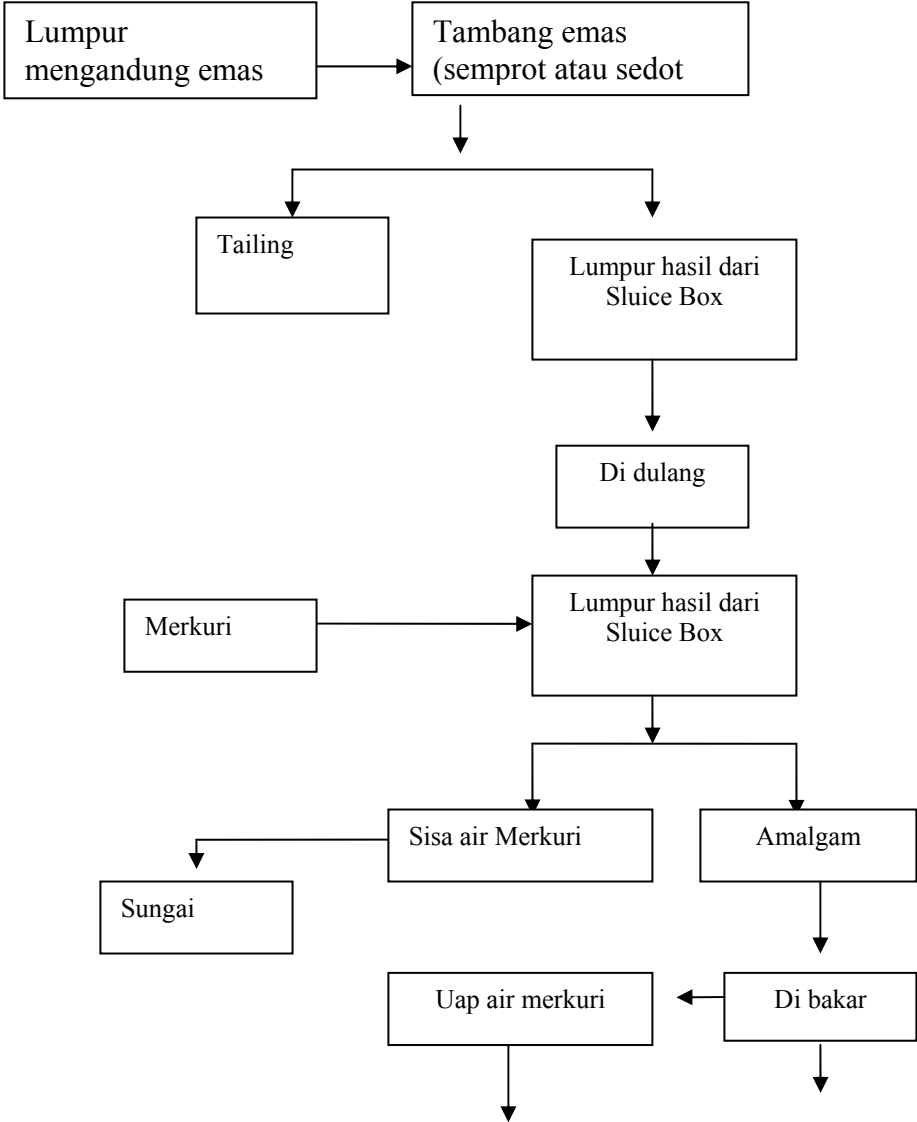 Lumpur
mengandung emas
Tambang emas
(semprot atau sedot
Tailing
Lumpur hasil dari
Sluice Box
Di dulang
Merkuri
Lumpur hasil dari
Sluice Box
Sisa air Merkuri
Amalgam
Sungai
Uap air merkuri
Di bakar